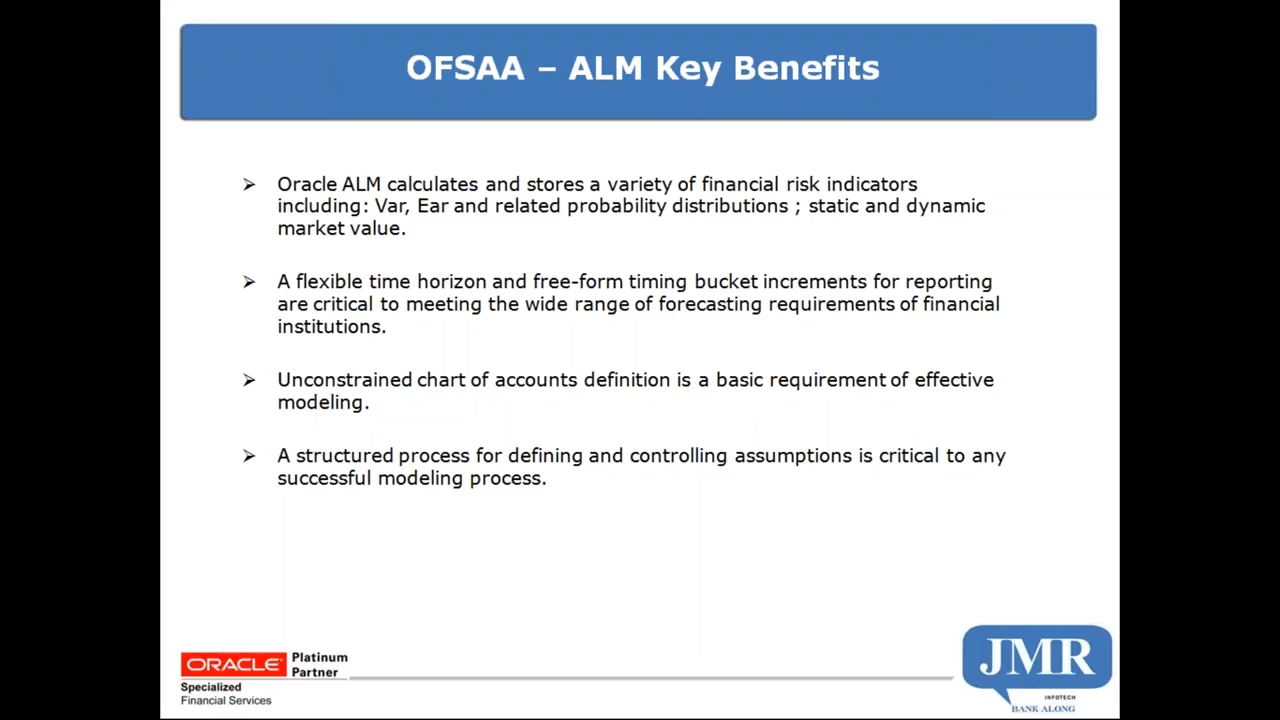 OFSAA – ALM Key Benefits
➢ Oracle ALM calculates and stores a variety of financial risk indicators
including: Var, Ear and related probability distributions ; static and dynamic
market value.
➢ A flexible time horizon and free-form timing bucket increments for reporting
are critical to meeting the wide range of forecasting requirements of financial
institutions.
➢ Unconstrained chart of accounts definition is a basic requirement of effective
modeling.
➢ A structured process for defining and controlling assumptions is critical to any
successful modeling process.
ORACLE Platinum
Partner
Specialized
Financial Services
JMR
INFOTECH
BANK ALONG